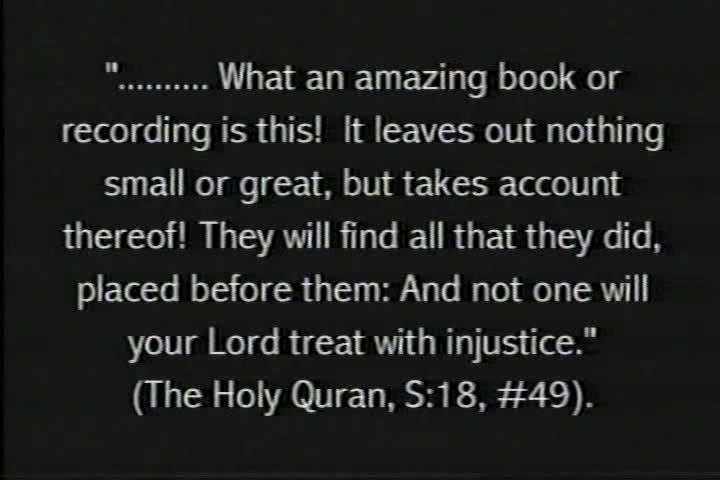 ".......... What an amazing book or
recording is this!  It leaves out nothing
small or great, but takes account
thereof! They will find all that they did,
placed before them: And not one will
your Lord treat with injustice."
(The Holy Quran, S:18, #49).